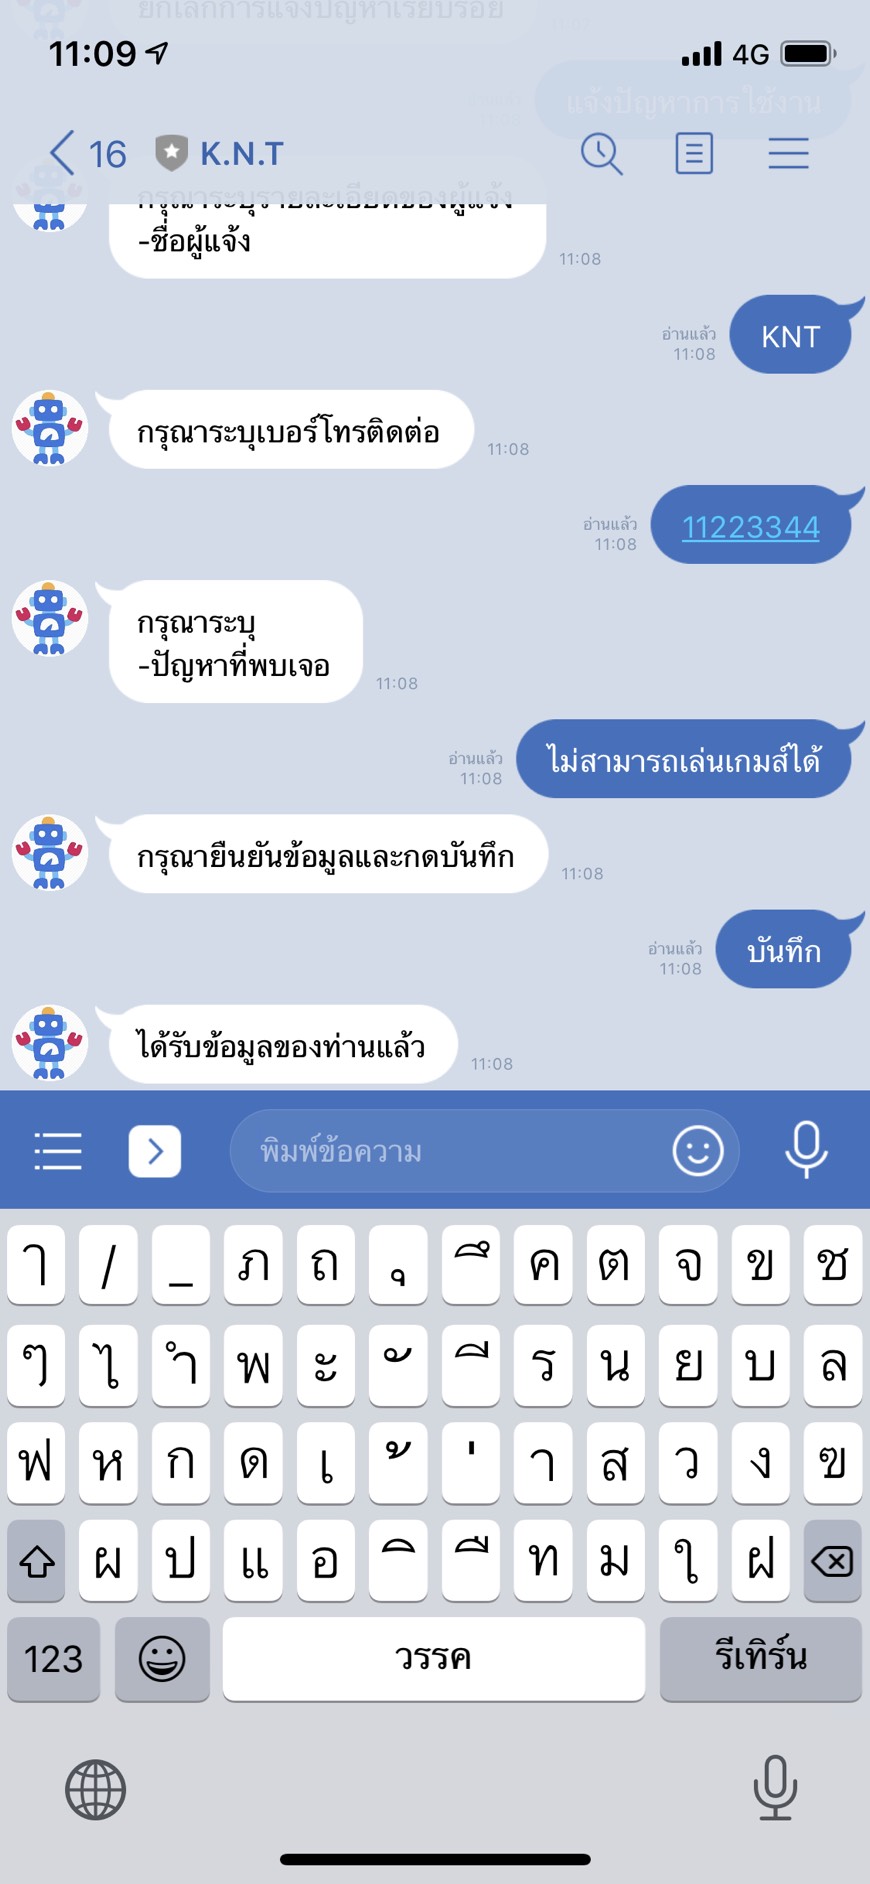 ยกเลิกการแจ้งปัญหาเรียบร้อย
11:09
4G
แจ้งปัญหาการใช้งาน
16
K.N.T
กรุณาระบุรายละเอียดของผู้แจ้ง
-ชื่อผู้แจ้ง
11:08
อ่านแล้ว
11:08
KNT
กรุณาระบุเบอร์โทรติดต่อ
11:08
อ่านแล้ว
11:08
11223344
กรุณาระบุ
-ปัญหาที่พบเจอ
11:08
อ่านแล้ว
11:08
ไม่สามารถเล่นเกมส์ได้
กรุณายืนยันข้อมูลและกดบันทึก
11:08
อ่านแล้ว
11:08
บันทึก
ได้รับข้อมูลของท่านแล้ว
11:08
พิมพ์ข้อความ
ๅ / _ ภ ถ ุ ึ ค ต จ ข ช
ๆ ไ ำ พ ะ ั ี ร น ย บ ล
ฟ ห ก ด เ ้ ่ า ส ว ง ฃ
ผ ป แ อ ิ ื ท ม ใ ฝ
123
วรรค
รีเทิร์น